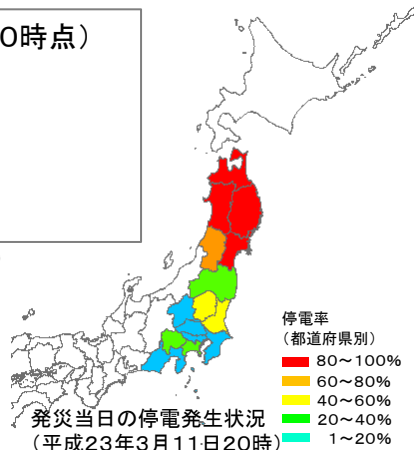 0時点）
停電率
（都道府県別）
80～100%
60～80%
40～60%
20～40%
1～20%
発災当日の停電発生状況
（平成23年3月11日20時）